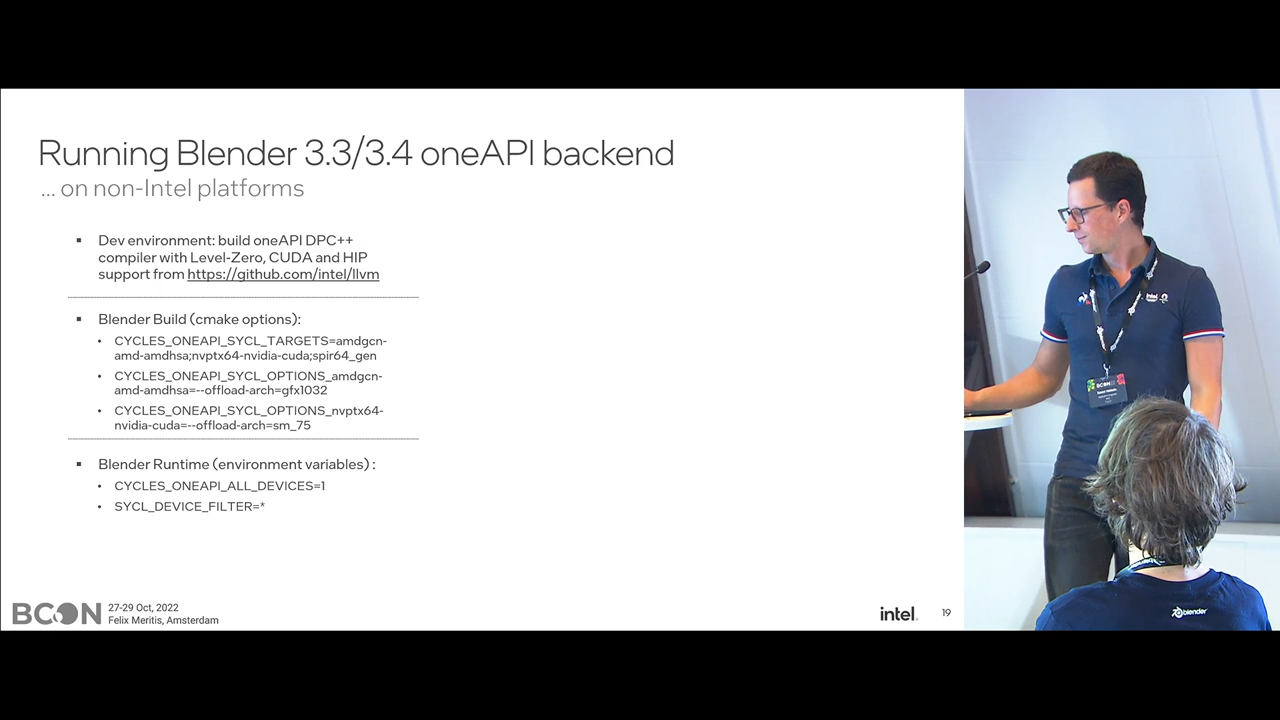 Running Blender 3.3/3.4 oneAPI backend
... on non-Intel platforms
▪ Dev environment: build oneAPI DPC++
compiler with Level-Zero, CUDA and HIP
support from https://github.com/intel/llvm
▪ Blender Build (cmake options):
• CYCLES_ONEAPI_SYCL_TARGETS=amdgcn-
amd-amdhsa;nvptx64-nvidia-cuda;spir64_gen
• CYCLES_ONEAPI_SYCL_OPTIONS_amdgcn-
amd-amdhsa=--offload-arch=gfx1032
• CYCLES_ONEAPI_SYCL_OPTIONS_nvptx64-
nvidia-cuda=--offload-arch=sm_75
▪ Blender Runtime (environment variables) :
• CYCLES_ONEAPI_ALL_DEVICES=1
• SYCL_DEVICE_FILTER=*
BCON
27-29 Oct, 2022
Felix Meritis, Amsterdam
intel.
19
intel
BCON
blender